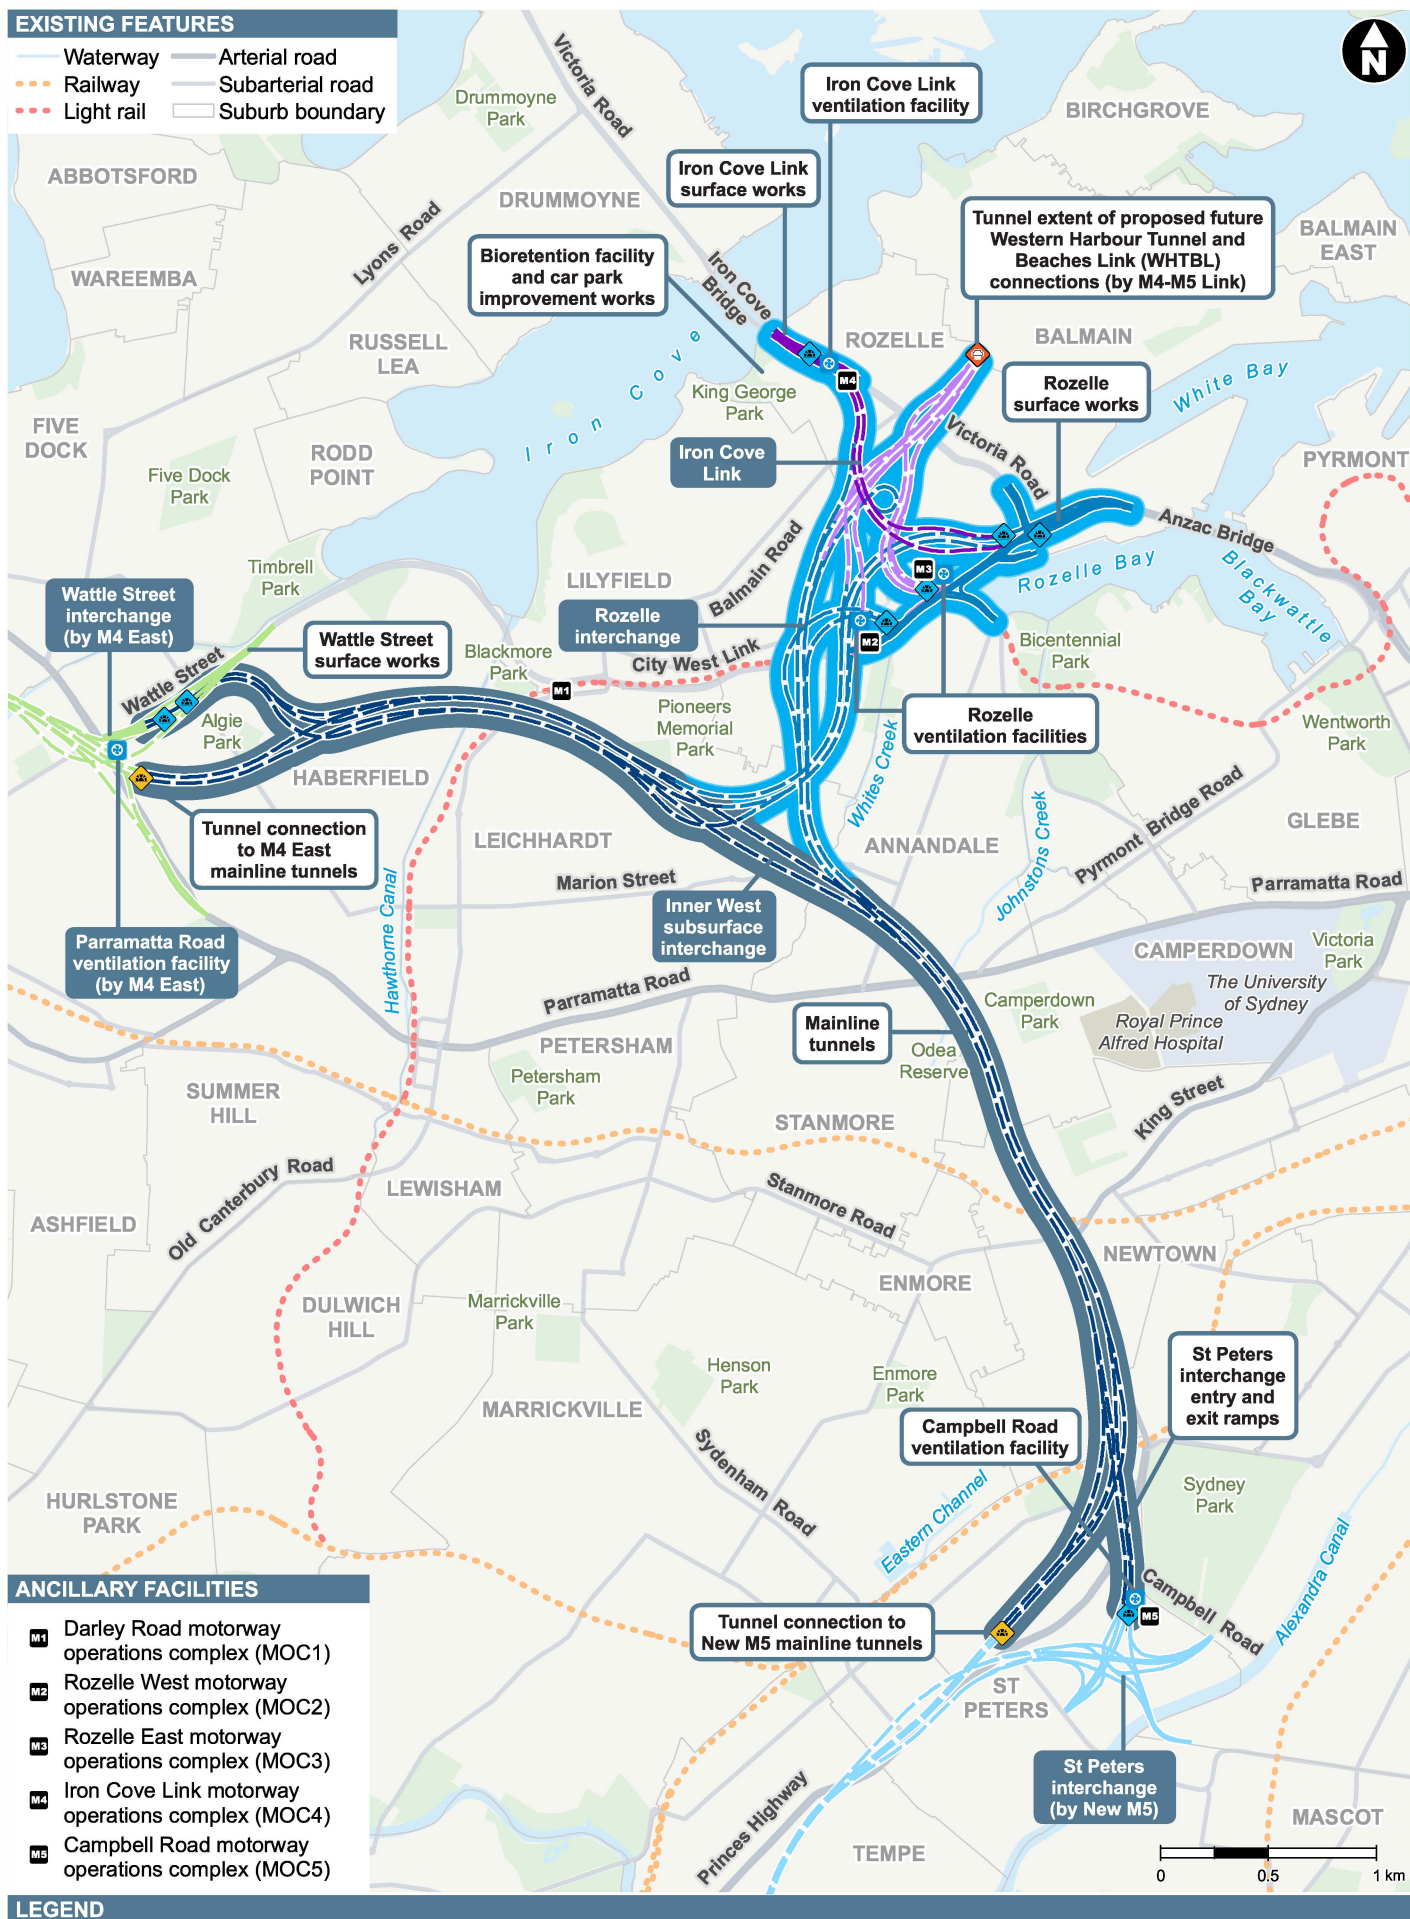 EXISTING FEATURES
Waterway
Arterial road
Railway
Subarterial road
Light rail
Suburb boundary
N
Victoria Road
Drummoyne
Park
Iron Cove Link
ventilation facility
BIRCHGROVE
ABBOTSFORD
Iron Cove Link
surface works
DRUMMOYNE
Lyons Road
Tunnel extent of proposed future
Western Harbour Tunnel and
Beaches Link (WHTBL)
connections (by M4-M5 Link)
BALMAIN
EAST
WAREEMBA
Bioretention facility
and car park
improvement works
Iron Cove
Bridge
RUSSELL
LEA
ROZELLE
BALMAIN
Iron Cove
M4
King George
Park
Rozelle
surface works
White Bay
FIVE
DOCK
RODD
POINT
Iron Cove
Link
Victoria Road
PYRMONT
Five Dock
Park
Anzac Bridge
Balmain Road
Timbrell
Park
LILYFIELD
M3
Rozelle Bay
Blackwattle
Bay
Wattle Street
interchange
(by M4 East)
Wattle Street
surface works
Rozelle
interchange
M2
Blackmore
Park
City West Link
Bicentennial
Park
Wattle Street
M1
Algie
Park
Pioneers
Memorial
Park
Rozelle
ventilation facilities
Wentworth
Park
Whites Creek
HABERFIELD
Tunnel connection
to M4 East
mainline tunnels
LEICHHARDT
ANNANDALE
Johnstons Creek
Pyrmont Bridge Road
GLEBE
Marion Street
Parramatta Road
Hawthorne Canal
Inner West
subsurface
interchange
Parramatta Road
ventilation facility
(by M4 East)
CAMPERDOWN
Victoria
Park
The University
of Sydney
Parramatta Road
Camperdown
Park
Royal Prince
Alfred Hospital
Mainline
tunnels
Odea
Reserve
PETERSHAM
Petersham
Park
SUMMER
HILL
STANMORE
King Street
Old Canterbury Road
LEWISHAM
Stanmore Road
ASHFIELD
NEWTOWN
ENMORE
DULWICH
HILL
Marrickville
Park
Henson
Park
Enmore
Park
St Peters
interchange
entry and
exit ramps
MARRICKVILLE
Campbell Road
ventilation facility
Sydenham Road
Eastern Channel
Sydney
Park
HURLSTONE
PARK
Alexandra Canal
Campbell Road
M5
Tunnel connection to
New M5 mainline tunnels
ST
PETERS
St Peters
interchange
(by New M5)
Princes Highway
MASCOT
TEMPE
0
0.5
1 km
ANCILLARY FACILITIES
M1
Darley Road motorway
operations complex (MOC1)
M2
Rozelle West motorway
operations complex (MOC2)
M3
Rozelle East motorway
operations complex (MOC3)
M4
Iron Cove Link motorway
operations complex (MOC4)
M5
Campbell Road motorway
operations complex (MOC5)
LEGEND